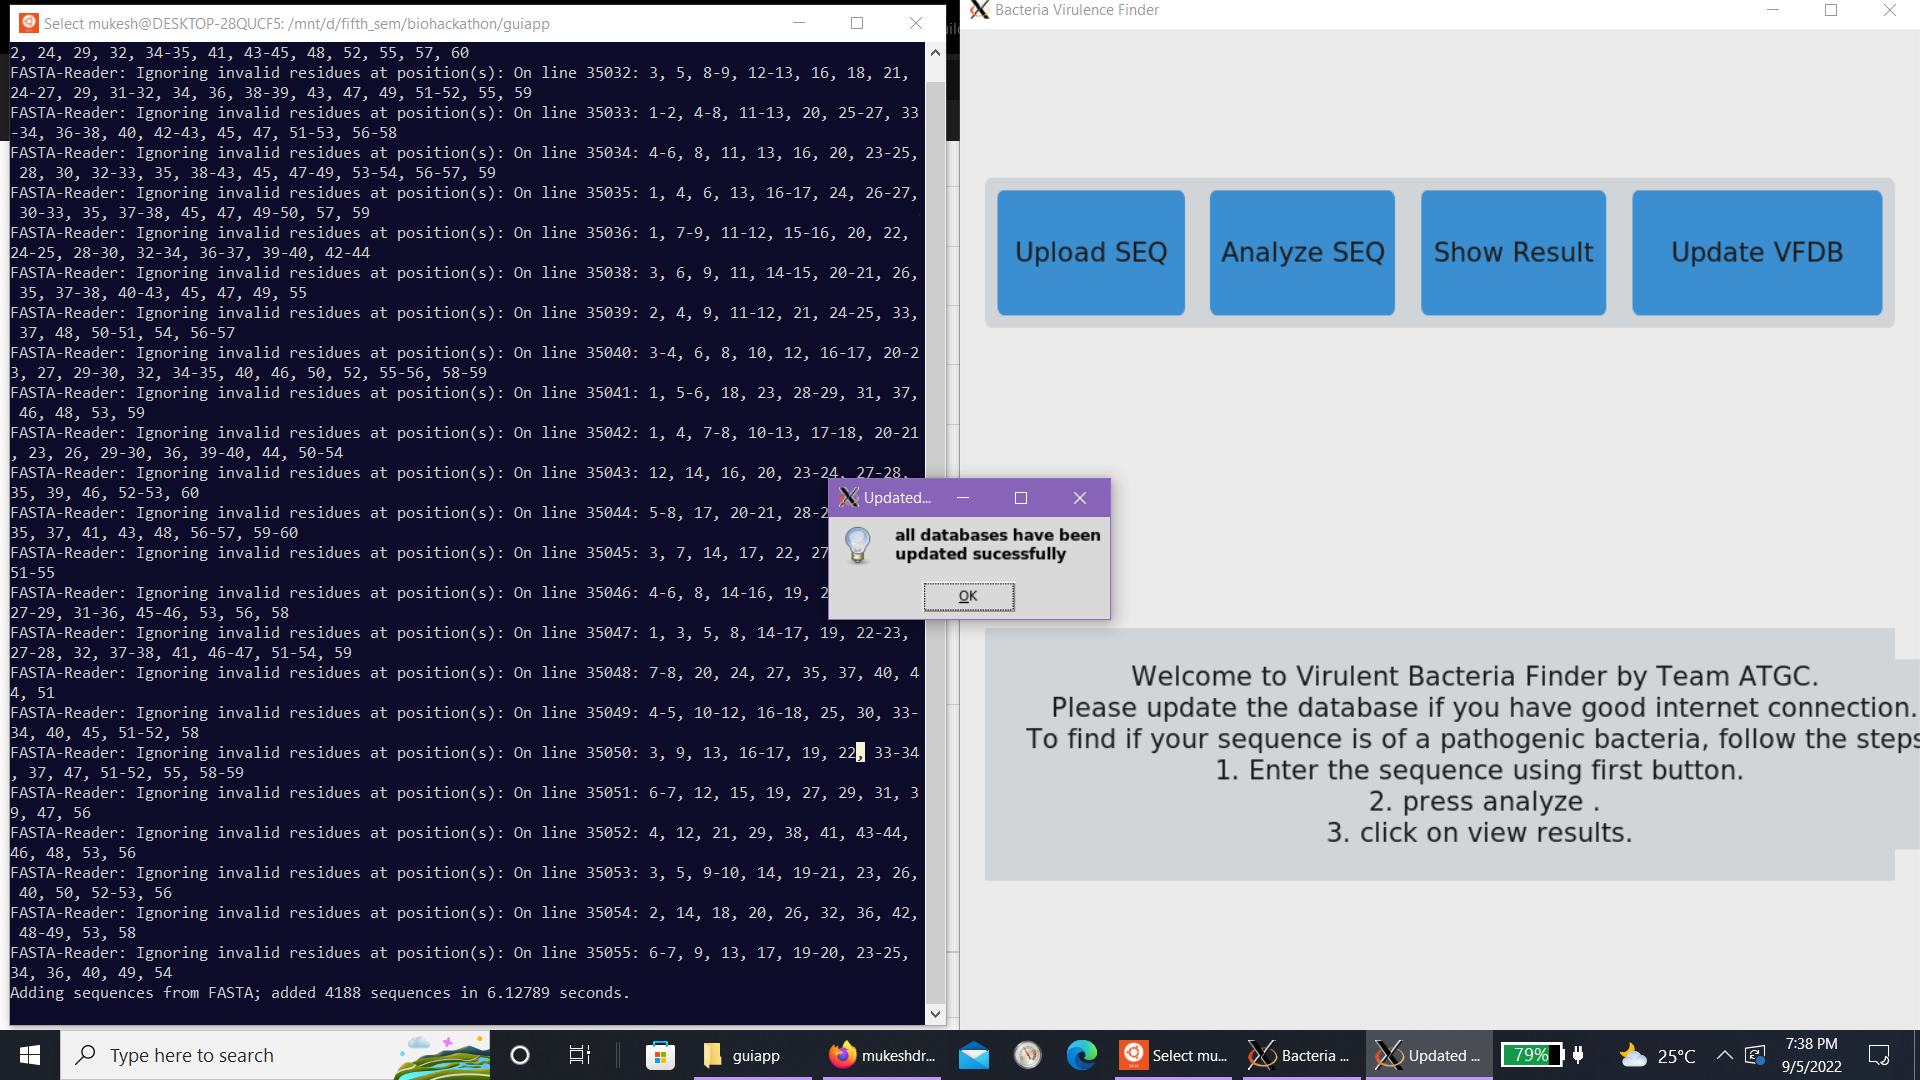 Select mukesh@DESKTOP-28QUCF5: /mnt/d/fifth_sem/biohackathon/guiapp
2, 24, 29, 32, 34-35, 41, 43-45, 48, 52, 55, 57, 60
FASTA-Reader: Ignoring invalid residues at position(s): On line 35032: 3, 5, 8-9, 12-13, 16, 18, 21,
24-27, 29, 31-32, 34, 36, 38-39, 43, 47, 49, 51-52, 55, 59
FASTA-Reader: Ignoring invalid residues at position(s): On line 35033: 1-2, 4-8, 11-13, 20, 25-27, 33
-34, 36-38, 40, 42-43, 45, 47, 51-53, 56-58
FASTA-Reader: Ignoring invalid residues at position(s): On line 35034: 4-6, 8, 11, 13, 16, 20, 23-25,
28, 30, 32-33, 35, 38-43, 45, 47-49, 53-54, 56-57, 59
FASTA-Reader: Ignoring invalid residues at position(s): On line 35035: 1, 4, 6, 13, 16-17, 24, 26-27,
30-33, 35, 37-38, 45, 47, 49-50, 57, 59
FASTA-Reader: Ignoring invalid residues at position(s): On line 35036: 1, 7-9, 11-12, 15-16, 20, 22,
24-25, 28-30, 32-34, 36-37, 39-40, 42-44
FASTA-Reader: Ignoring invalid residues at position(s): On line 35038: 3, 6, 9, 11, 14-15, 20-21, 26,
35, 37-38, 40-43, 45, 47, 49, 55
FASTA-Reader: Ignoring invalid residues at position(s): On line 35039: 2, 4, 9, 11-12, 21, 24-25, 33,
37, 48, 50-51, 54, 56-57
FASTA-Reader: Ignoring invalid residues at position(s): On line 35040: 3-4, 6, 8, 10, 12, 16-17, 20-2
3, 27, 29-30, 32, 34-35, 40, 46, 50, 52, 55-56, 58-59
FASTA-Reader: Ignoring invalid residues at position(s): On line 35041: 1, 5-6, 18, 23, 28-29, 31, 37,
46, 48, 53, 59
FASTA-Reader: Ignoring invalid residues at position(s): On line 35042: 1, 4, 7-8, 10-13, 17-18, 20-21
, 23, 26, 29-30, 36, 39-40, 44, 50-54
FASTA-Reader: Ignoring invalid residues at position(s): On line 35043: 12, 14, 16, 20, 23-24, 27-28,
35, 39, 46, 52-53, 60
FASTA-Reader: Ignoring invalid residues at position(s): On line 35044: 5-8, 17, 20-21, 28-2
35, 37, 41, 43, 48, 56-57, 59-60
FASTA-Reader: Ignoring invalid residues at position(s): On line 35045: 3, 7, 14, 17, 22, 27
51-55
FASTA-Reader: Ignoring invalid residues at position(s): On line 35046: 4-6, 8, 14-16, 19, 2
27-29, 31-36, 45-46, 53, 56, 58
FASTA-Reader: Ignoring invalid residues at position(s): On line 35047: 1, 3, 5, 8, 14-17, 19, 22-23,
27-28, 32, 37-38, 41, 46-47, 51-54, 59
FASTA-Reader: Ignoring invalid residues at position(s): On line 35048: 7-8, 20, 24, 27, 35, 37, 40, 4
4, 51
FASTA-Reader: Ignoring invalid residues at position(s): On line 35049: 4-5, 10-12, 16-18, 25, 30, 33-
34, 40, 45, 51-52, 58
FASTA-Reader: Ignoring invalid residues at position(s): On line 35050: 3, 9, 13, 16-17, 19, 22, 33-34
, 37, 47, 51-52, 55, 58-59
FASTA-Reader: Ignoring invalid residues at position(s): On line 35051: 6-7, 12, 15, 19, 27, 29, 31, 3
9, 47, 56
FASTA-Reader: Ignoring invalid residues at position(s): On line 35052: 4, 12, 21, 29, 38, 41, 43-44,
46, 48, 53, 56
FASTA-Reader: Ignoring invalid residues at position(s): On line 35053: 3, 5, 9-10, 14, 19-21, 23, 26,
40, 50, 52-53, 56
FASTA-Reader: Ignoring invalid residues at position(s): On line 35054: 2, 14, 18, 20, 26, 32, 36, 42,
48-49, 53, 58
FASTA-Reader: Ignoring invalid residues at position(s): On line 35055: 6-7, 9, 13, 17, 19-20, 23-25,
34, 36, 40, 49, 54
Adding sequences from FASTA; added 4188 sequences in 6.12789 seconds.
Updated...
all databases have been
updated sucessfully
OK
Bacteria Virulence Finder
Upload SEQ
Analyze SEQ
Show Result
Update VFDB
Welcome to Virulent Bacteria Finder by Team ATGC.
Please update the database if you have good internet connection.
To find if your sequence is of a pathogenic bacteria, follow the steps
1. Enter the sequence using first button.
2. press analyze .
3. click on view results.
Type here to search
guiapp
mukeshdr...
Select mu...
Bacteria ...
Updated ...
79%
25°C
7:38 PM
9/5/2022